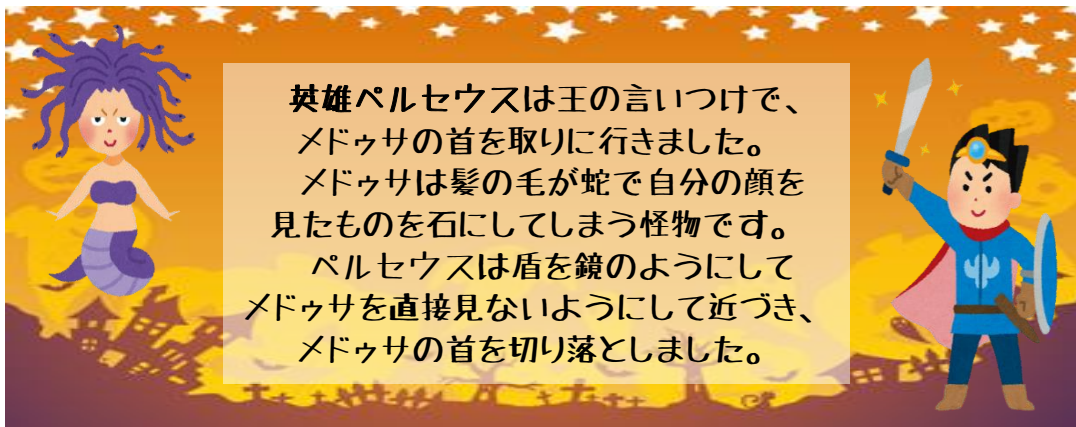 英雄ペルセウスは王の言いつけで、
メドゥサの首を取りに行きました。
メドゥサは髪の毛が蛇で自分の顔を
見たものを石にしてしまう怪物です。
ペルセウスは盾を鏡のようにして
メドゥサを直接見ないようにして近づき、
メドゥサの首を切り落としました。